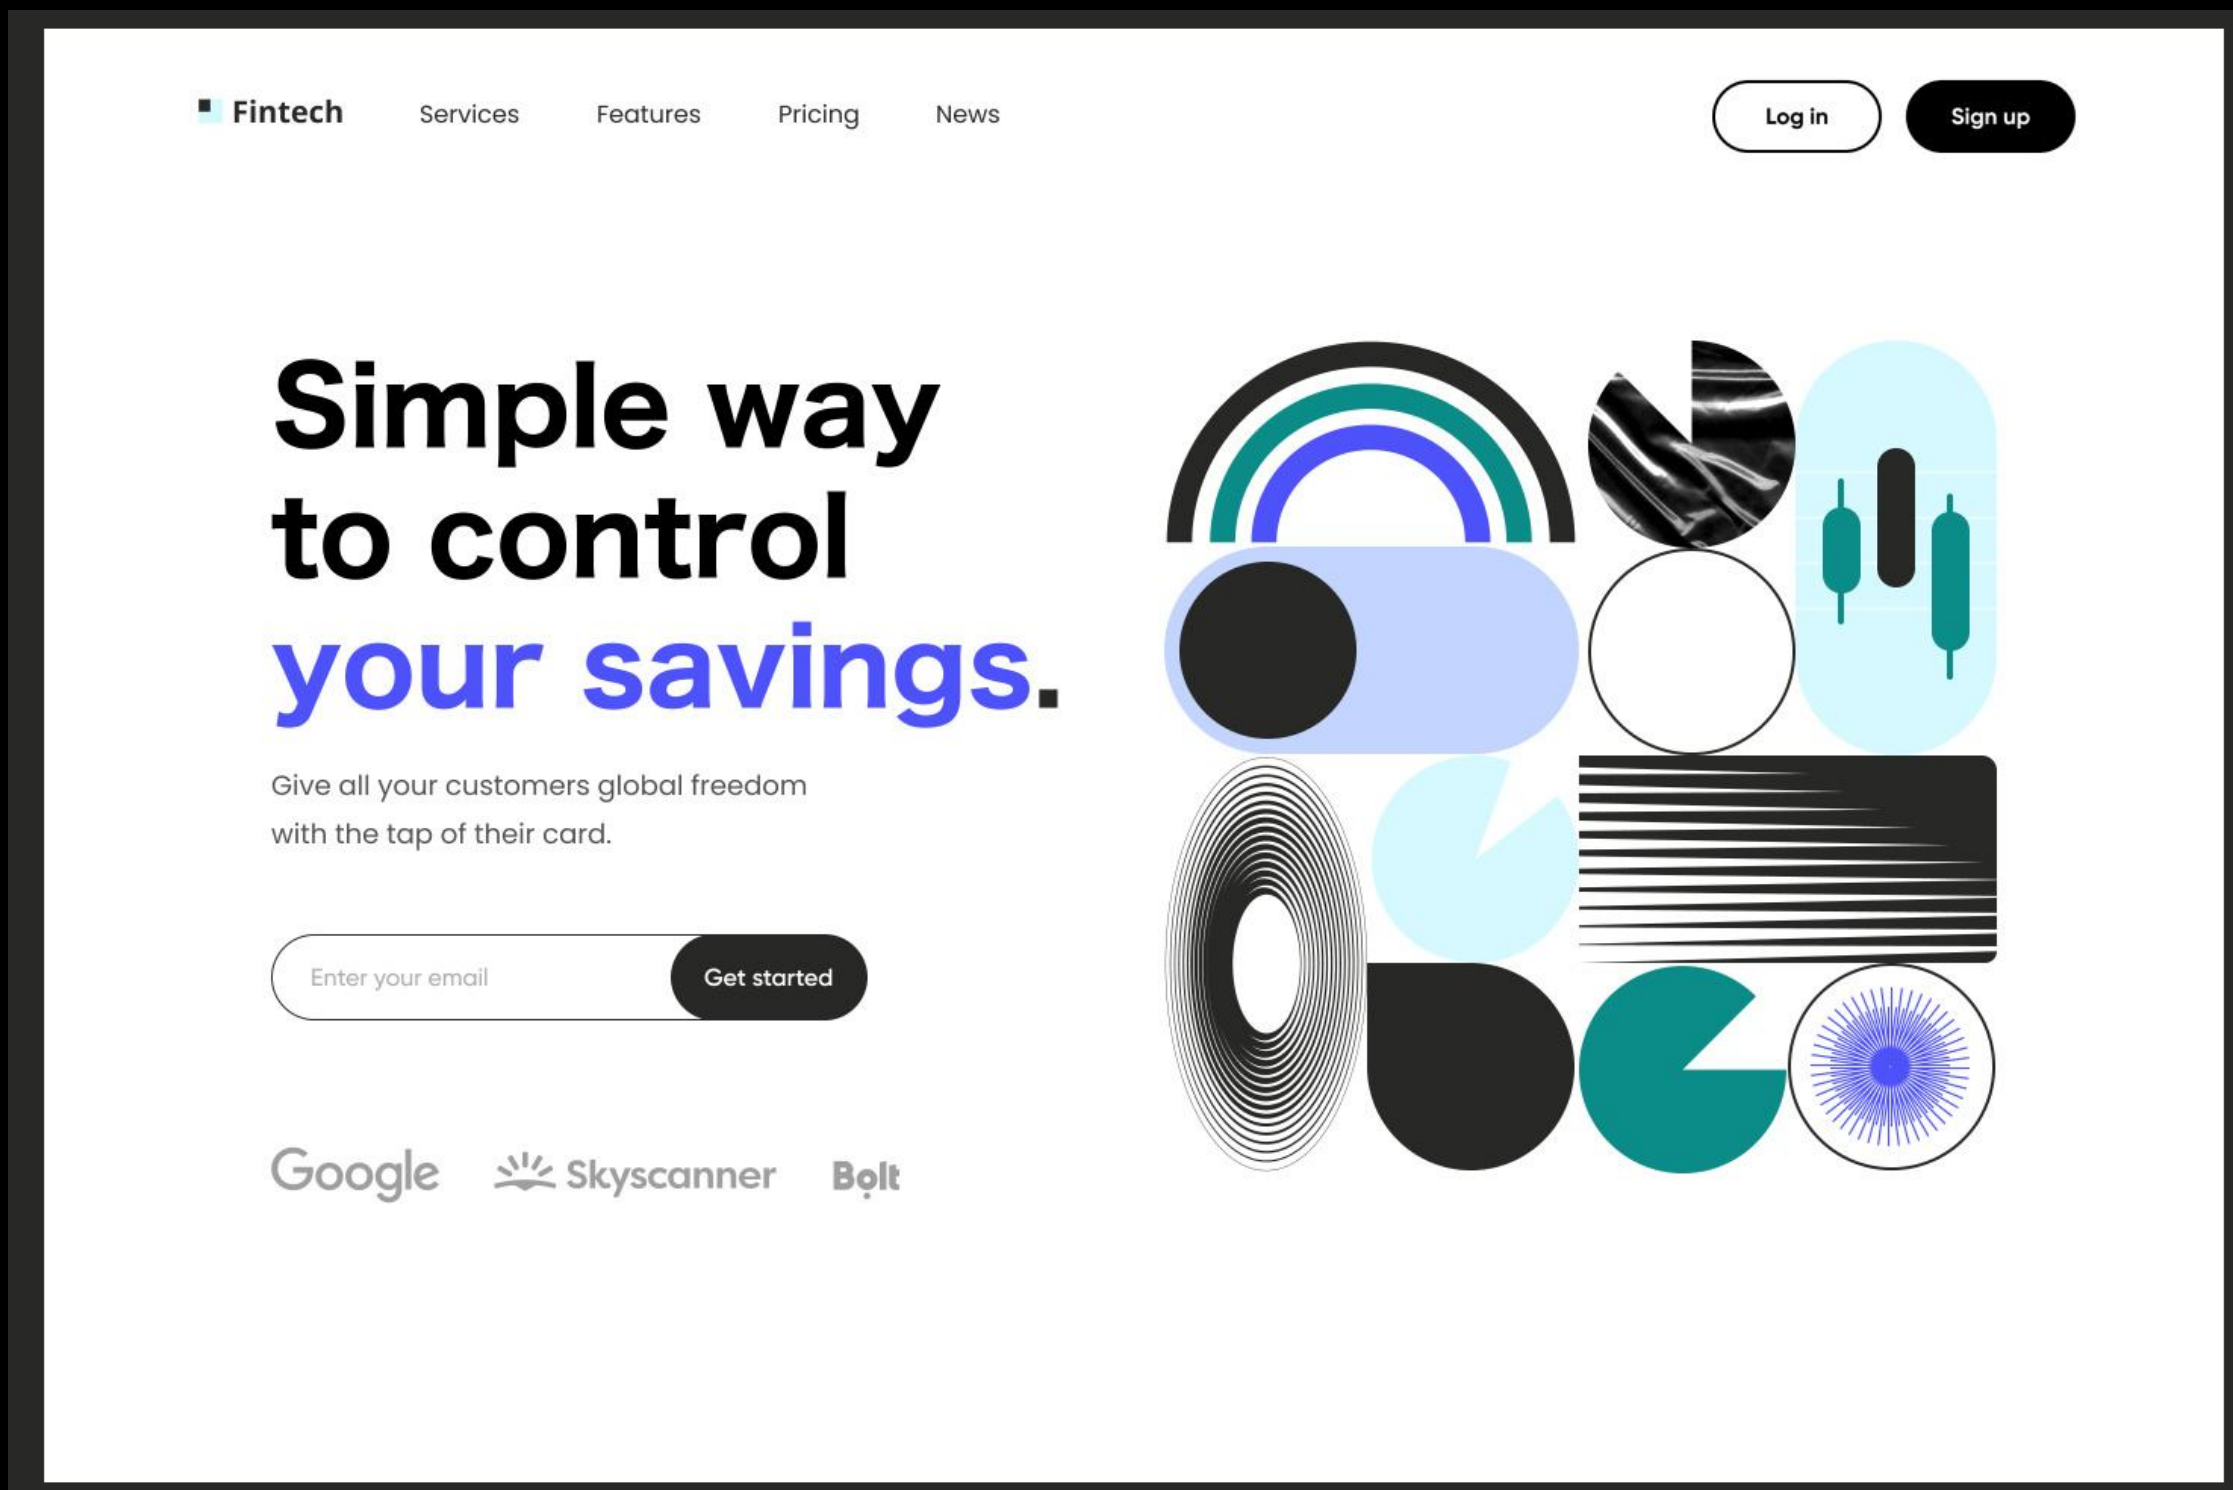 Fintech
Services
Features
Pricing
News
Log in
Sign up
Simple way
to control
your savings.
Give all your customers global freedom
with the tap of their card.
Enter your email
Get started
Google
Skyscanner
Bolt